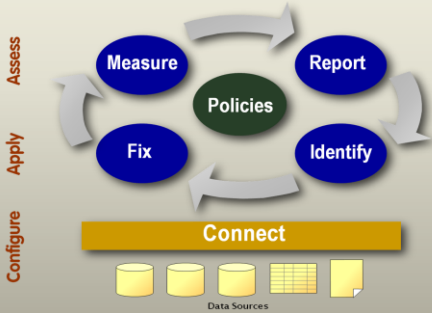 Assess
Measure
Report
Policies
Apply
Fix
Identify
Configure
Connect
Data Sources